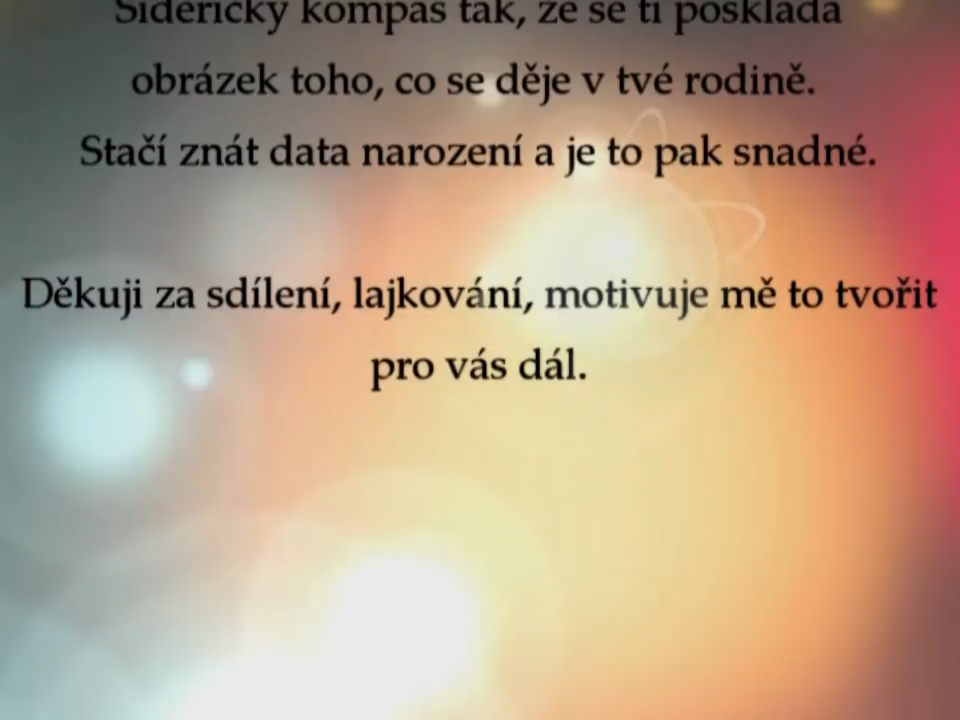 Siderický kompas tak, že se ti poskládá
obrázek toho, co se děje v tvé rodině.
Stačí znát data narození a je to pak snadné.
Děkuji za sdílení, lajkování, motivuje mě to tvořit
pro vás dál.